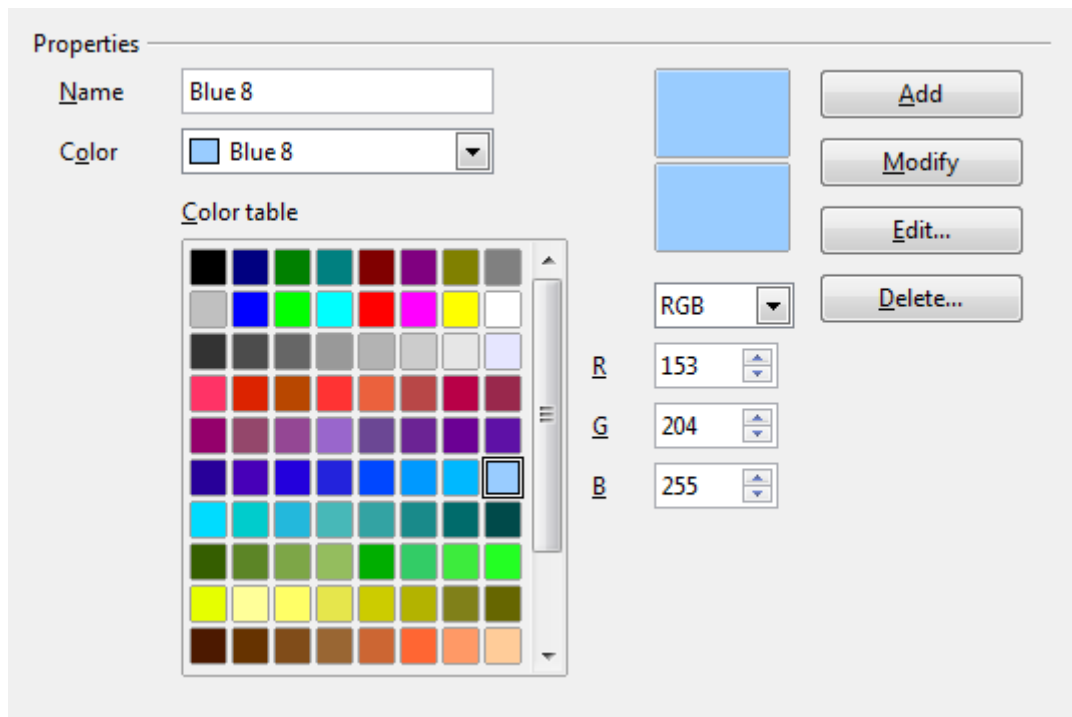 Properties
Name
Blue 8
Add
Color
Blue 8
Modify
Color table
Edit...
RGB
Delete...
R
153
G
204
B
255